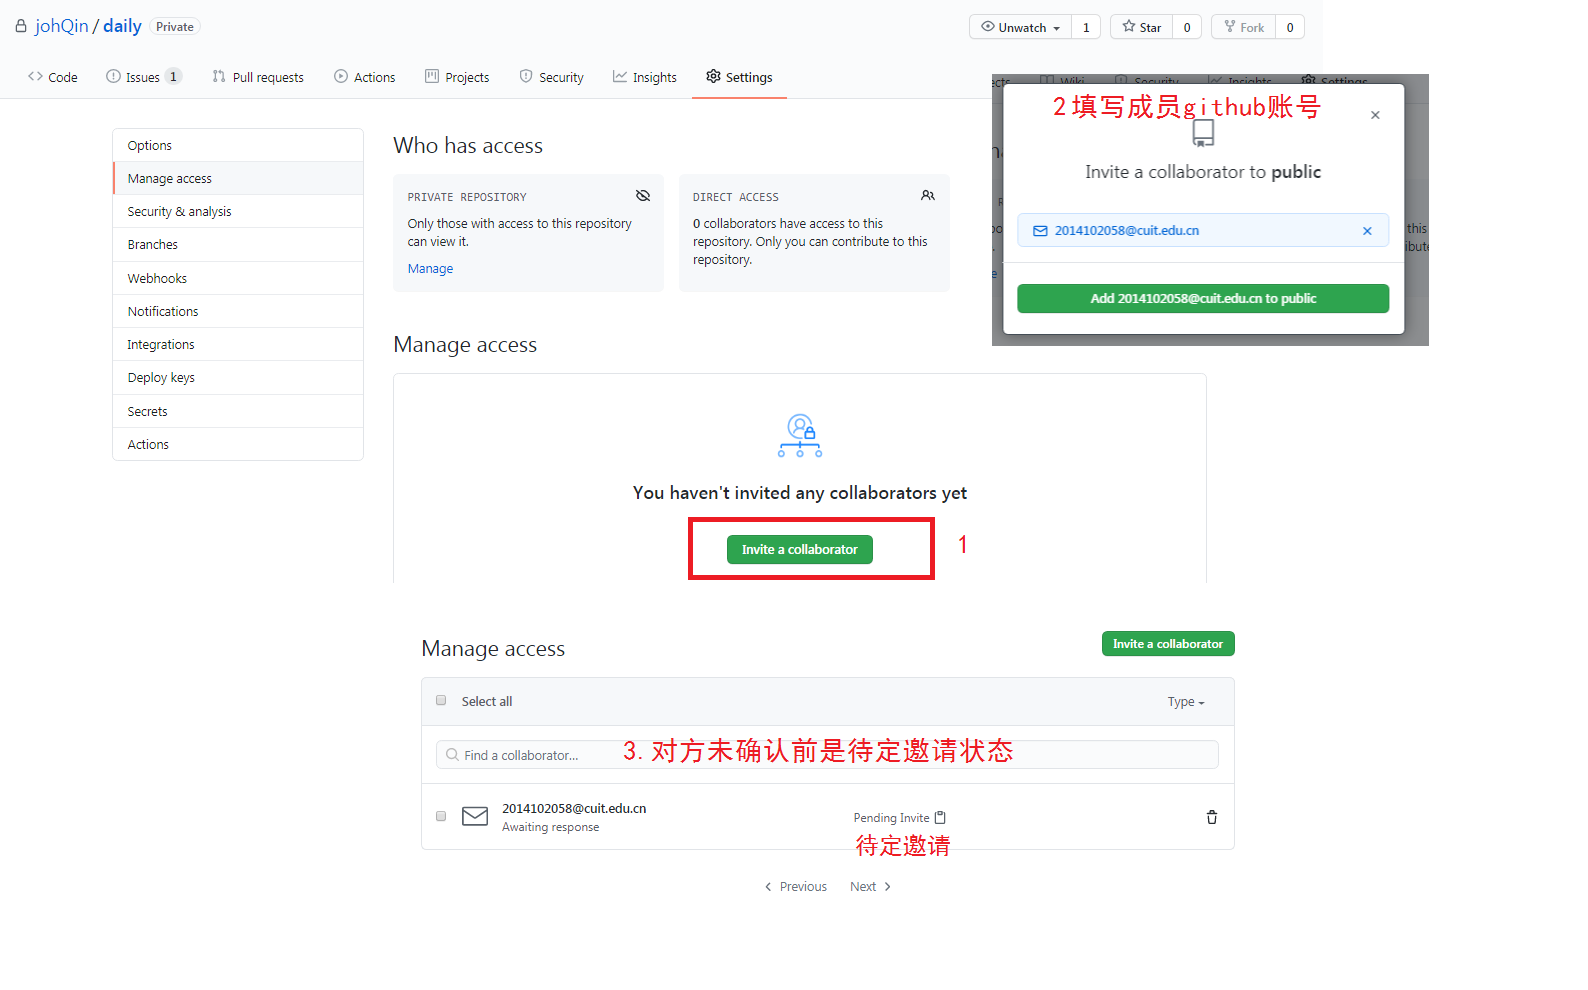 johQin / daily Private
Unwatch 1 Star 0 Fork 0
Code Issues 1 Pull requests Actions Projects Security Insights Settings
Options
Manage access
Security & analysis
Branches
Webhooks
Notifications
Integrations
Deploy keys
Secrets
Actions
Who has access
PRIVATE REPOSITORY
Only those with access to this repository
can view it.
Manage
DIRECT ACCESS
0 collaborators have access to this
repository. Only you can contribute to this
repository.
Wiki Security Insights Settings
2填写成员github账号
Invite a collaborator to public
2014102058@cuit.edu.cn
this
Add 2014102058@cuit.edu.cn to public
Manage access
You haven't invited any collaborators yet
Invite a collaborator
1
Manage access
Invite a collaborator
Select all
Type
Find a collaborator...
3.对方未确认前是待定邀请状态
2014102058@cuit.edu.cn
Awaiting response
Pending Invite
待定邀请
Previous Next